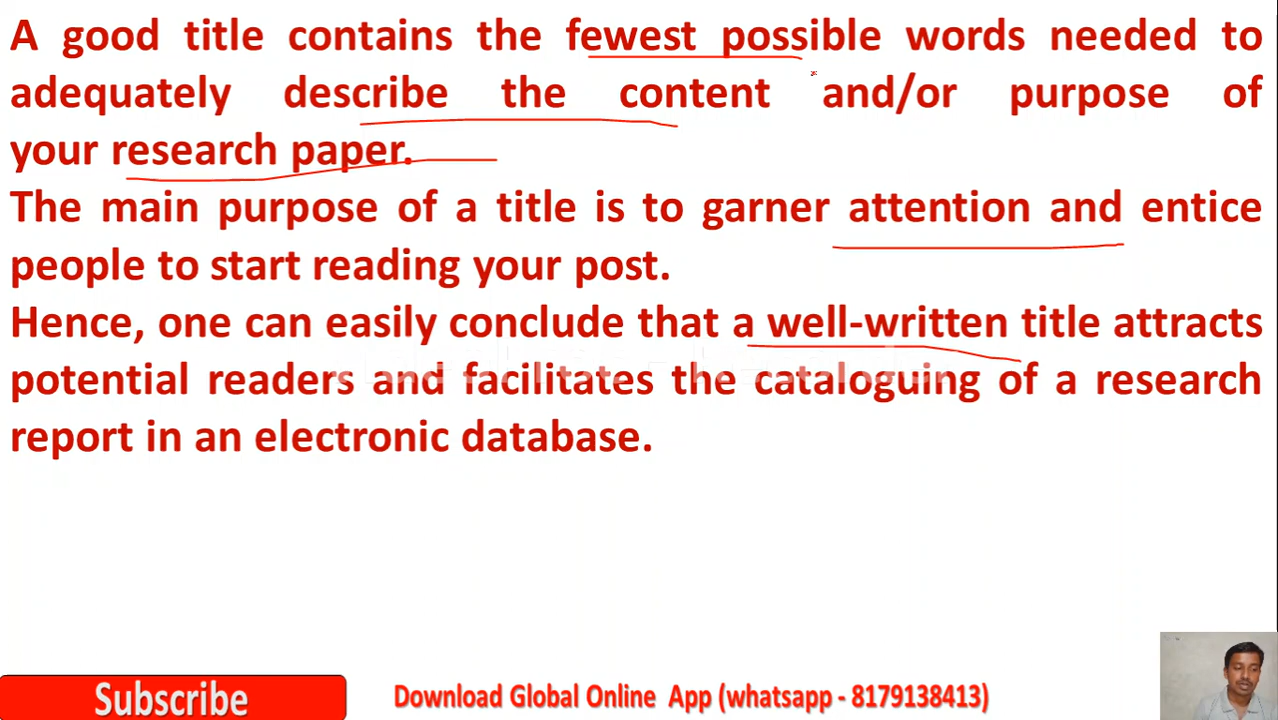 A good title contains the fewest possible words needed to
adequately describe the content and/or purpose of
your research paper.
The main purpose of a title is to garner attention and entice
people to start reading your post.
Hence, one can easily conclude that a well-written title attracts
potential readers and facilitates the cataloguing of a research
report in an electronic database.
Subscribe
Download Global Online App (whatsapp - 8179138413)